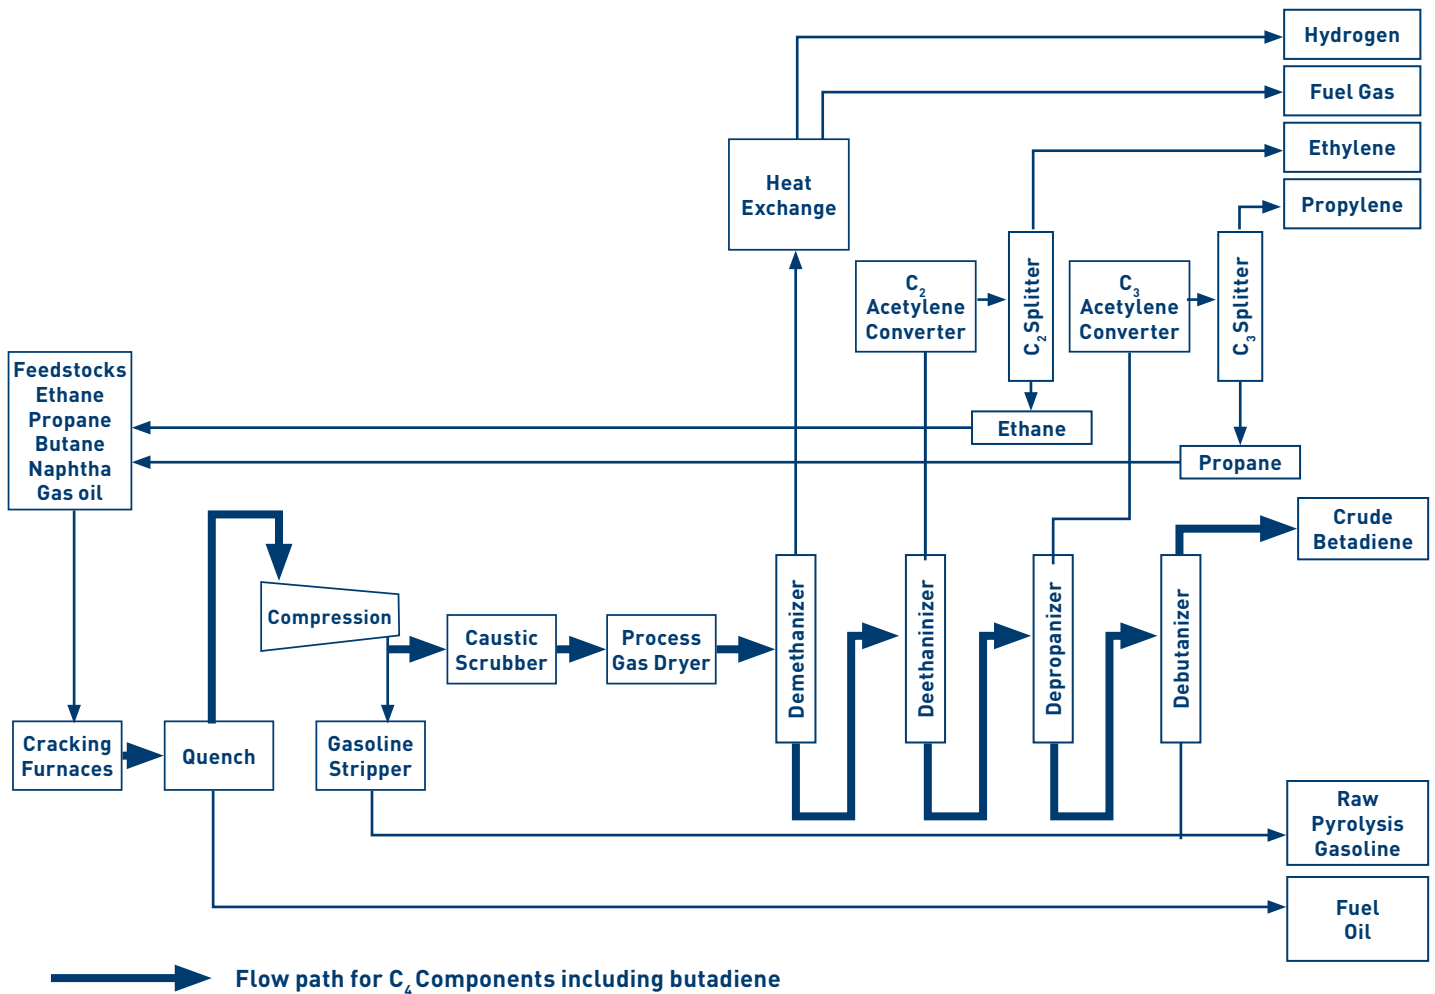 Hydrogen
Fuel Gas
Ethylene
Propylene
Heat
Exchange
C2
Acetylene
Converter
C2 Splitter
C3
Acetylene
Converter
C3 Splitter
Feedstocks
Ethane
Propane
Butane
Naphtha
Gas oil
Ethane
Propane
Crude
Betadiene
Compression
Caustic
Scrubber
Process
Gas Dryer
Demethanizer
Deethaninizer
Depropanizer
Debutanizer
Cracking
Furnaces
Quench
Gasoline
Stripper
Raw
Pyrolysis
Gasoline
Fuel
Oil
Flow path for C4 Components including butadiene